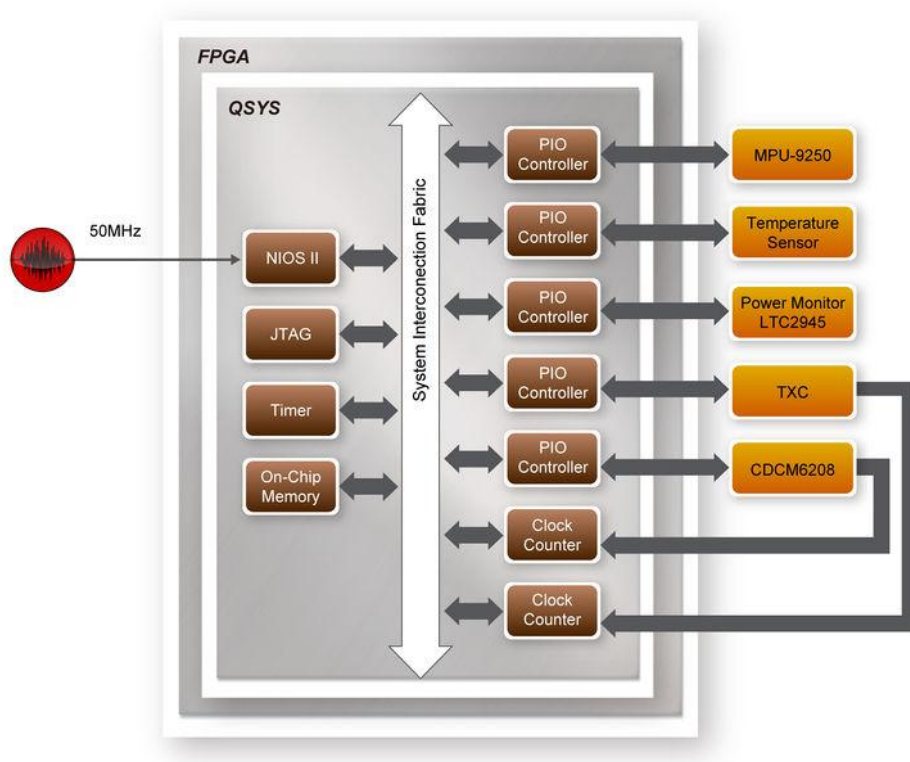 FPGA
QSYS
50MHz
NIOS II
JTAG
Timer
On-Chip
Memory
System Interconection Fabric
PIO
Controller
PIO
Controller
PIO
Controller
PIO
Controller
PIO
Controller
Clock
Counter
Clock
Counter
MPU-9250
Temperature
Sensor
Power Monitor
LTC2945
TXC
CDCM6208